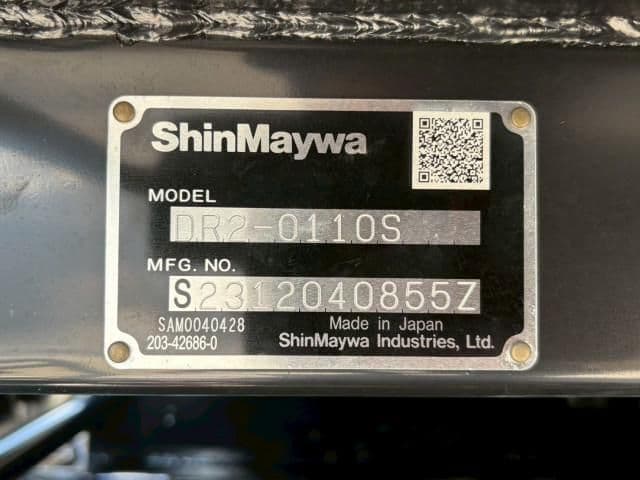 ShinMaywa
MODEL
DR2-0110S
MFG. NO.
S2312040855Z
SAM0040428
Made in Japan
203-42686-0
ShinMaywa Industries, Ltd.